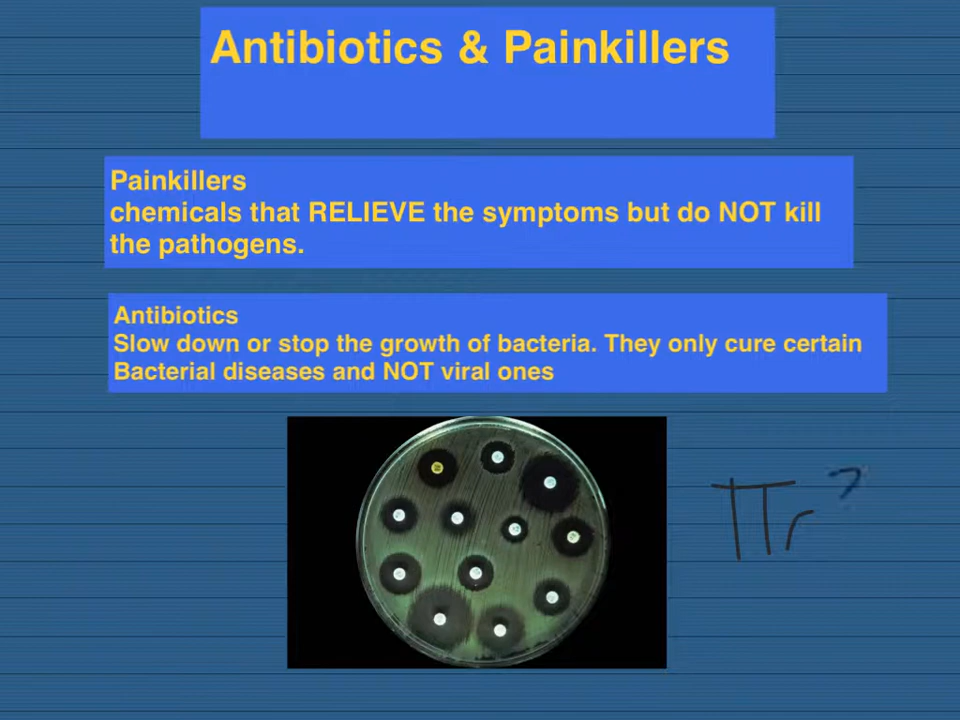 Antibiotics & Painkillers
Painkillers
chemicals that RELIEVE the symptoms but do NOT kill
the pathogens.
Antibiotics
Slow down or stop the growth of bacteria. They only cure certain
Bacterial diseases and NOT viral ones
πr²